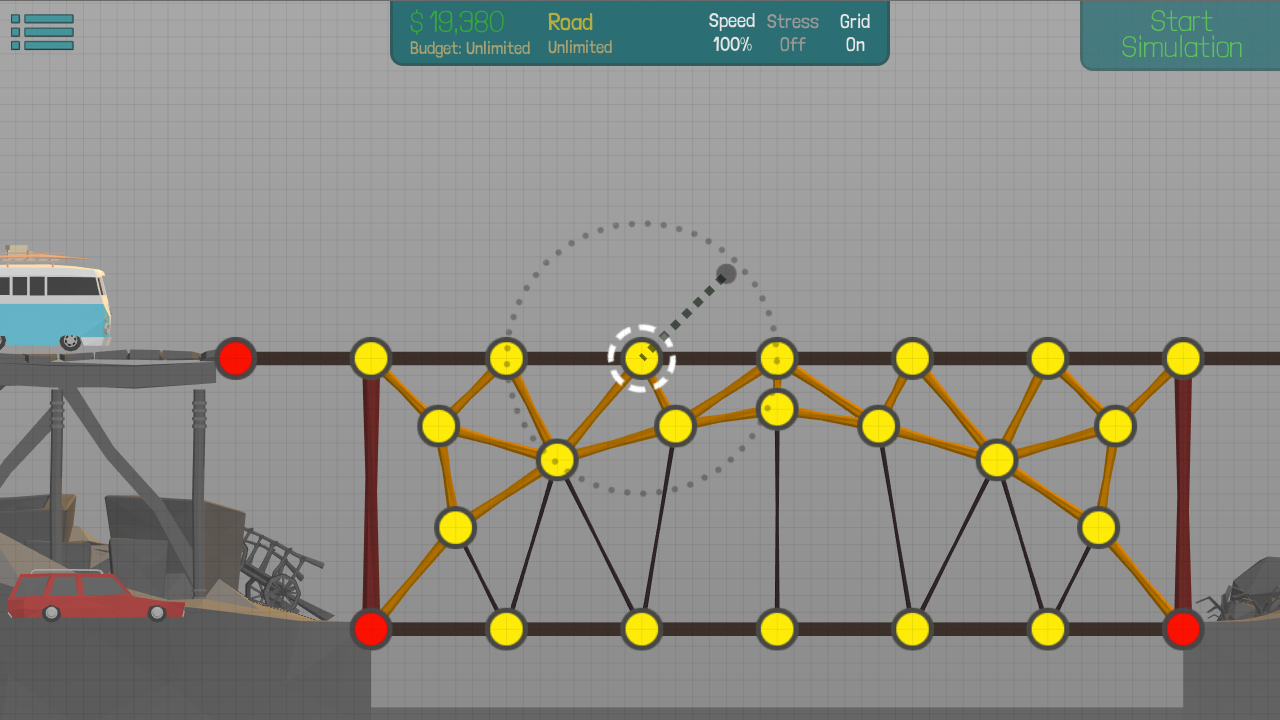 $ 19,380
Budget: Unlimited
Road
Unlimited
Speed
100%
Stress
Off
Grid
On
Start
Simulation